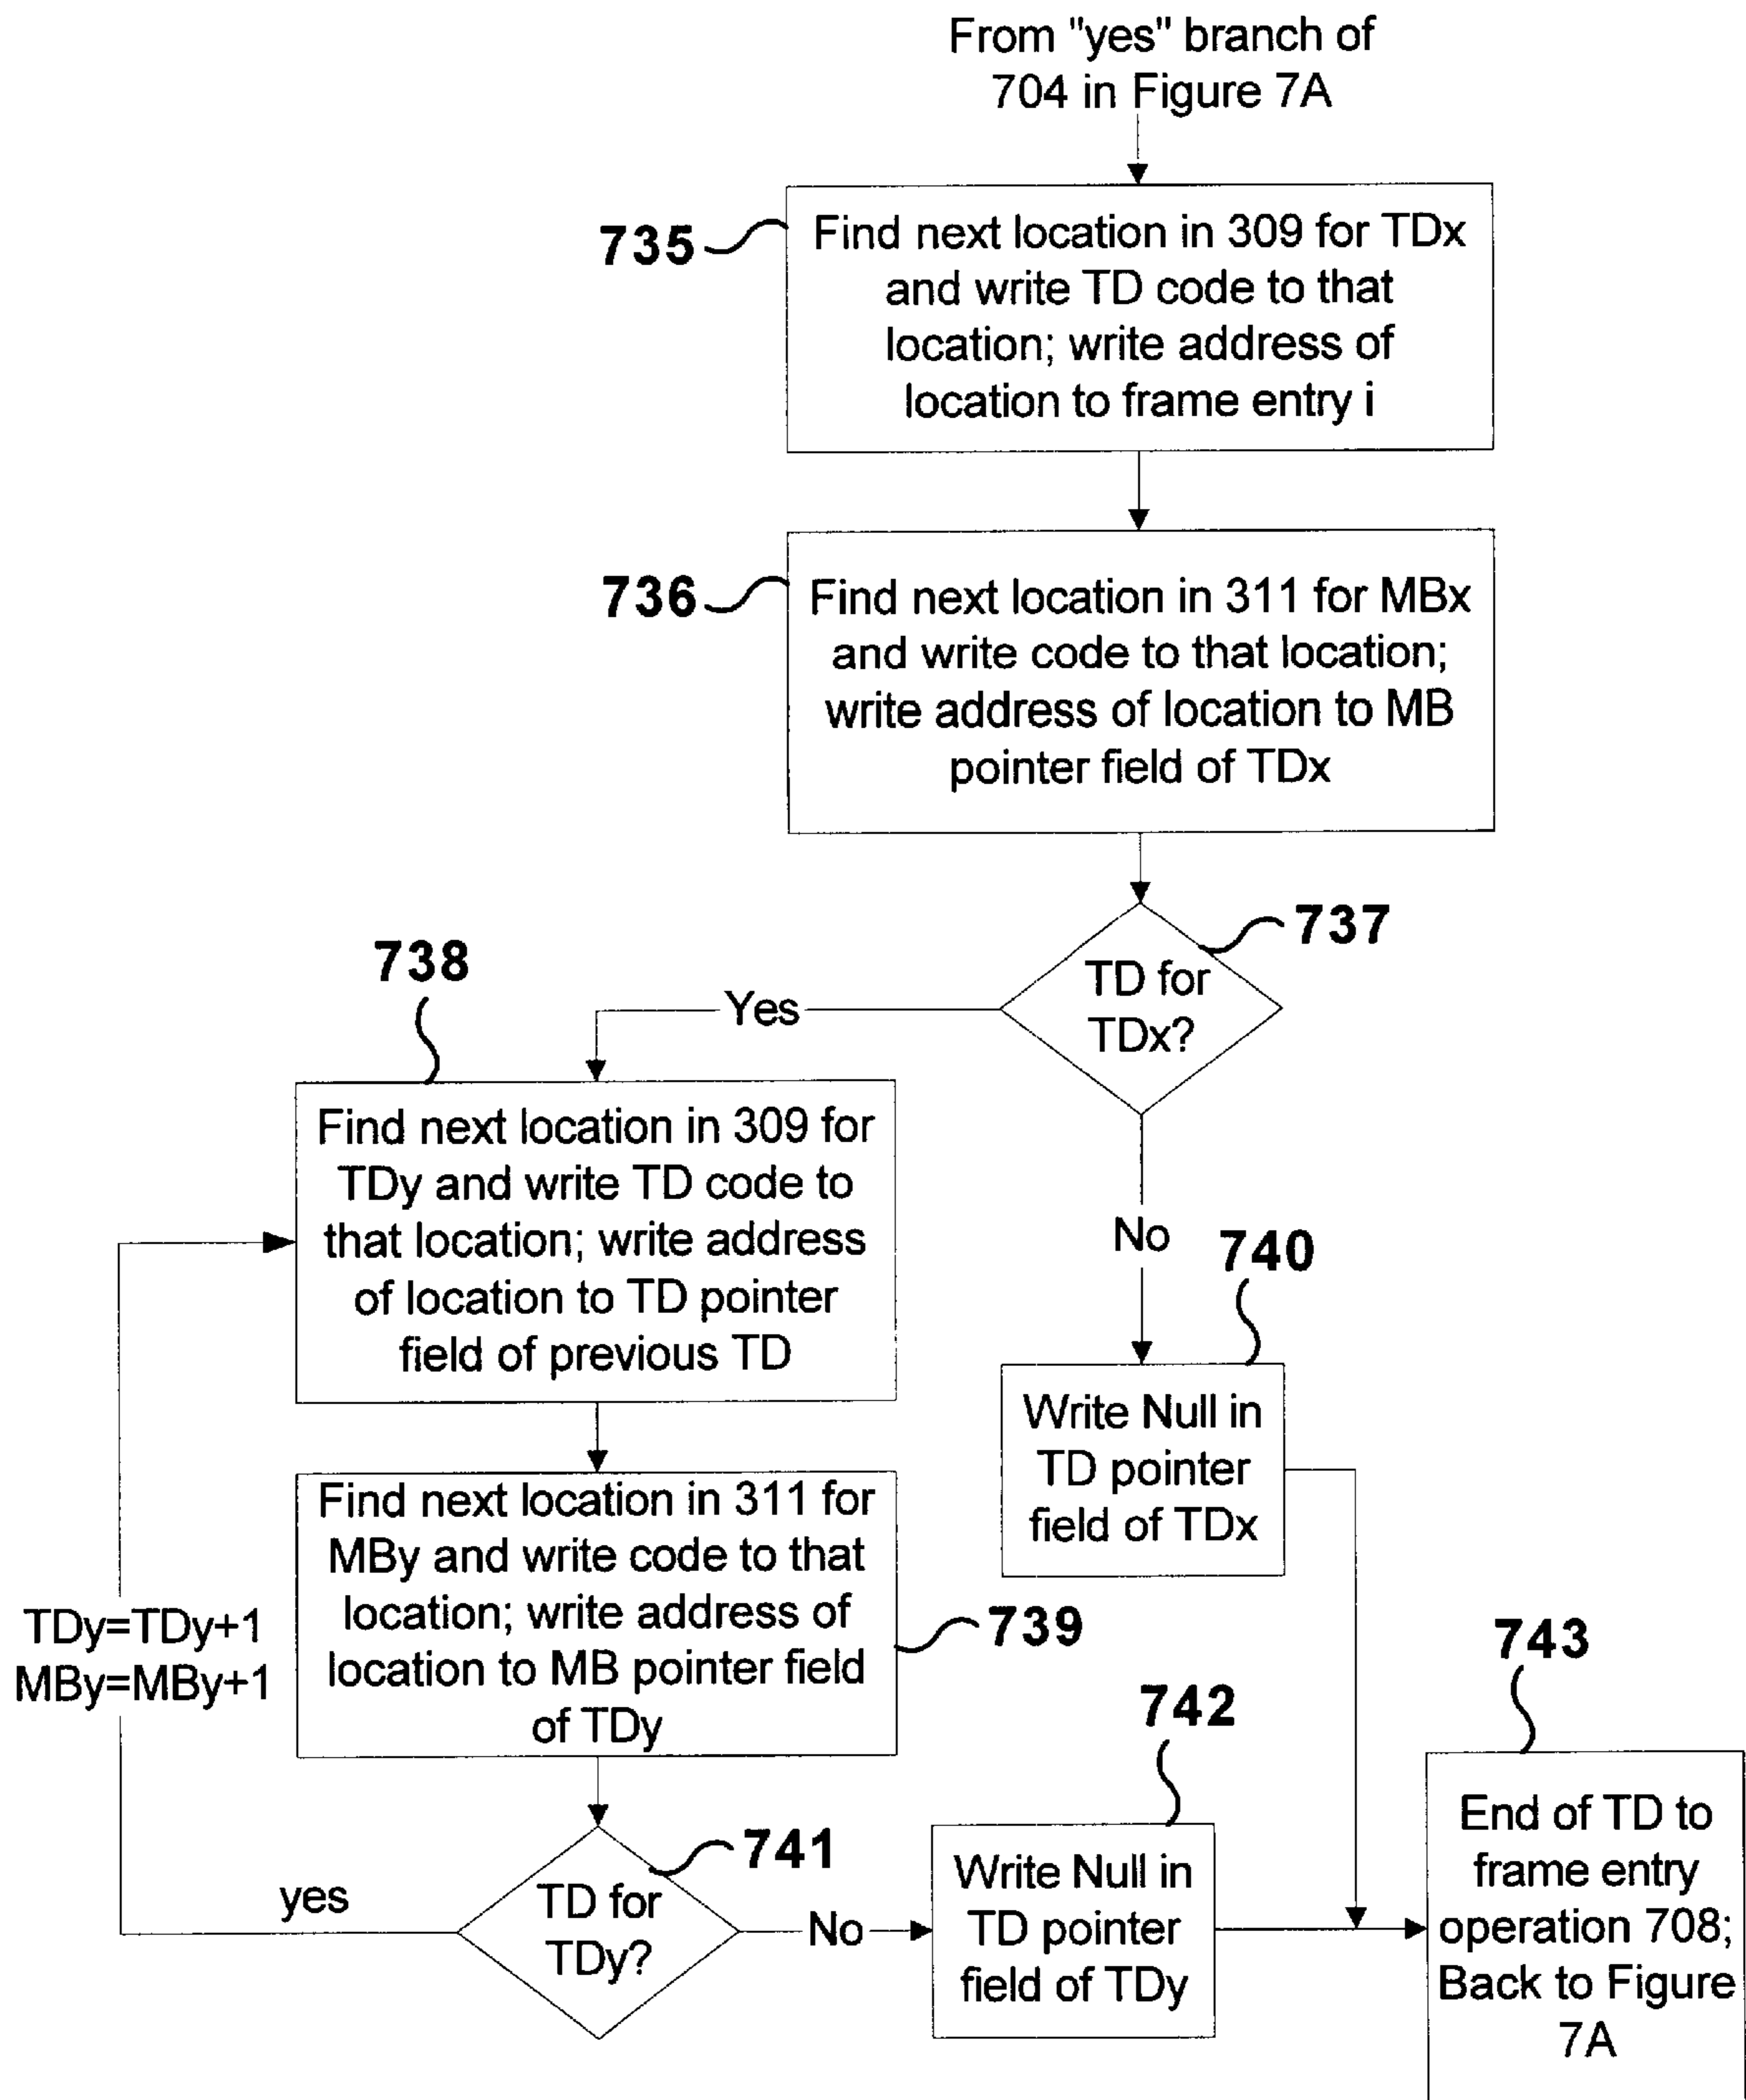 From "yes" branch of
704 in Figure 7A
735
Find next location in 309 for TDx
and write TD code to that
location; write address of
location to frame entry i
736
Find next location in 311 for MBx
and write code to that location;
write address of location to MB
pointer field of TDx
737
TD for
TDx?
Yes
No
738
Find next location in 309 for
TDy and write TD code to
that location; write address
of location to TD pointer
field of previous TD
740
Write Null in
TD pointer
field of TDx
Find next location in 311 for
MBy and write code to that
location; write address of
location to MB pointer field
of TDy
739
TDy=TDy+1
MBy=MBy+1
741
TD for
TDy?
yes
No
742
Write Null in
TD pointer
field of TDy
743
End of TD to
frame entry
operation 708;
Back to Figure
7A